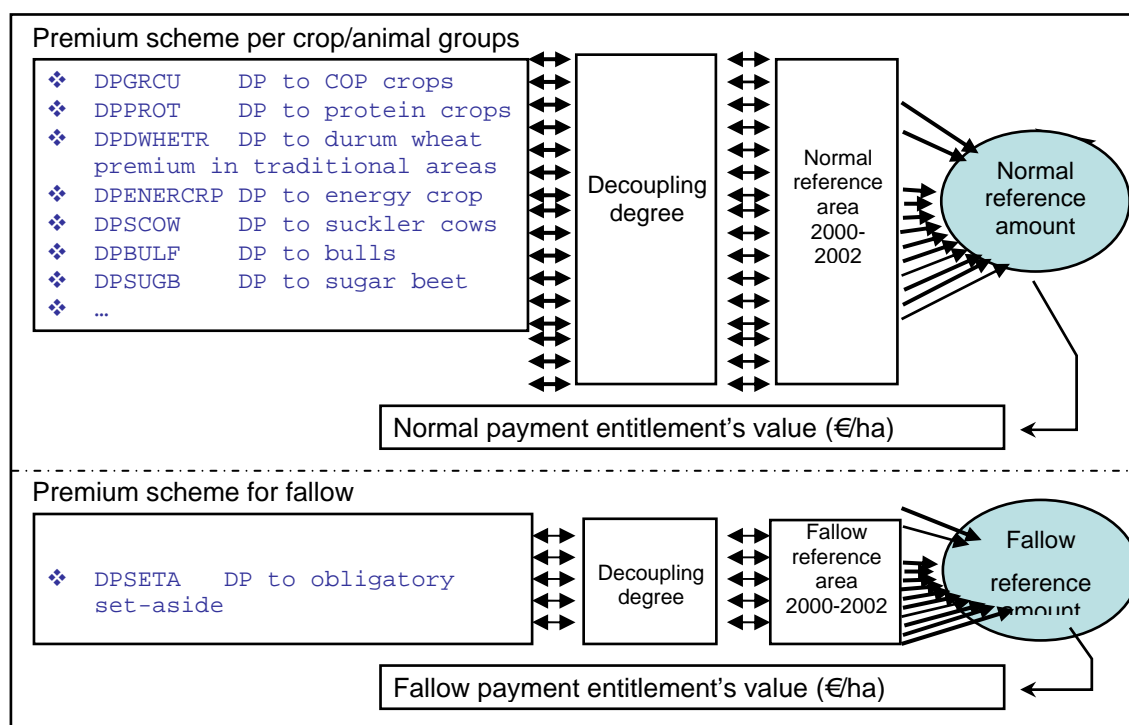 Premium scheme per crop/animal groups
❖ DPGRCU DP to COP crops
❖ DPPROT DP to protein crops
❖ DPDWHETR DP to durum wheat
premium in traditional areas
❖ DPENERCRP DP to energy crop
❖ DPSCOW DP to suckler cows
❖ DPBULF DP to bulls
❖ DPSUGB DP to sugar beet
❖ …
Decoupling
degree
Normal
reference
area
2000-
2002
Normal
reference
amount
Normal payment entitlement’s value (€/ha)
Premium scheme for fallow
❖ DPSETA DP to obligatory
set-aside
Decoupling
degree
Fallow
reference
area
2000-2002
Fallow
reference
amount
Fallow payment entitlement’s value (€/ha)